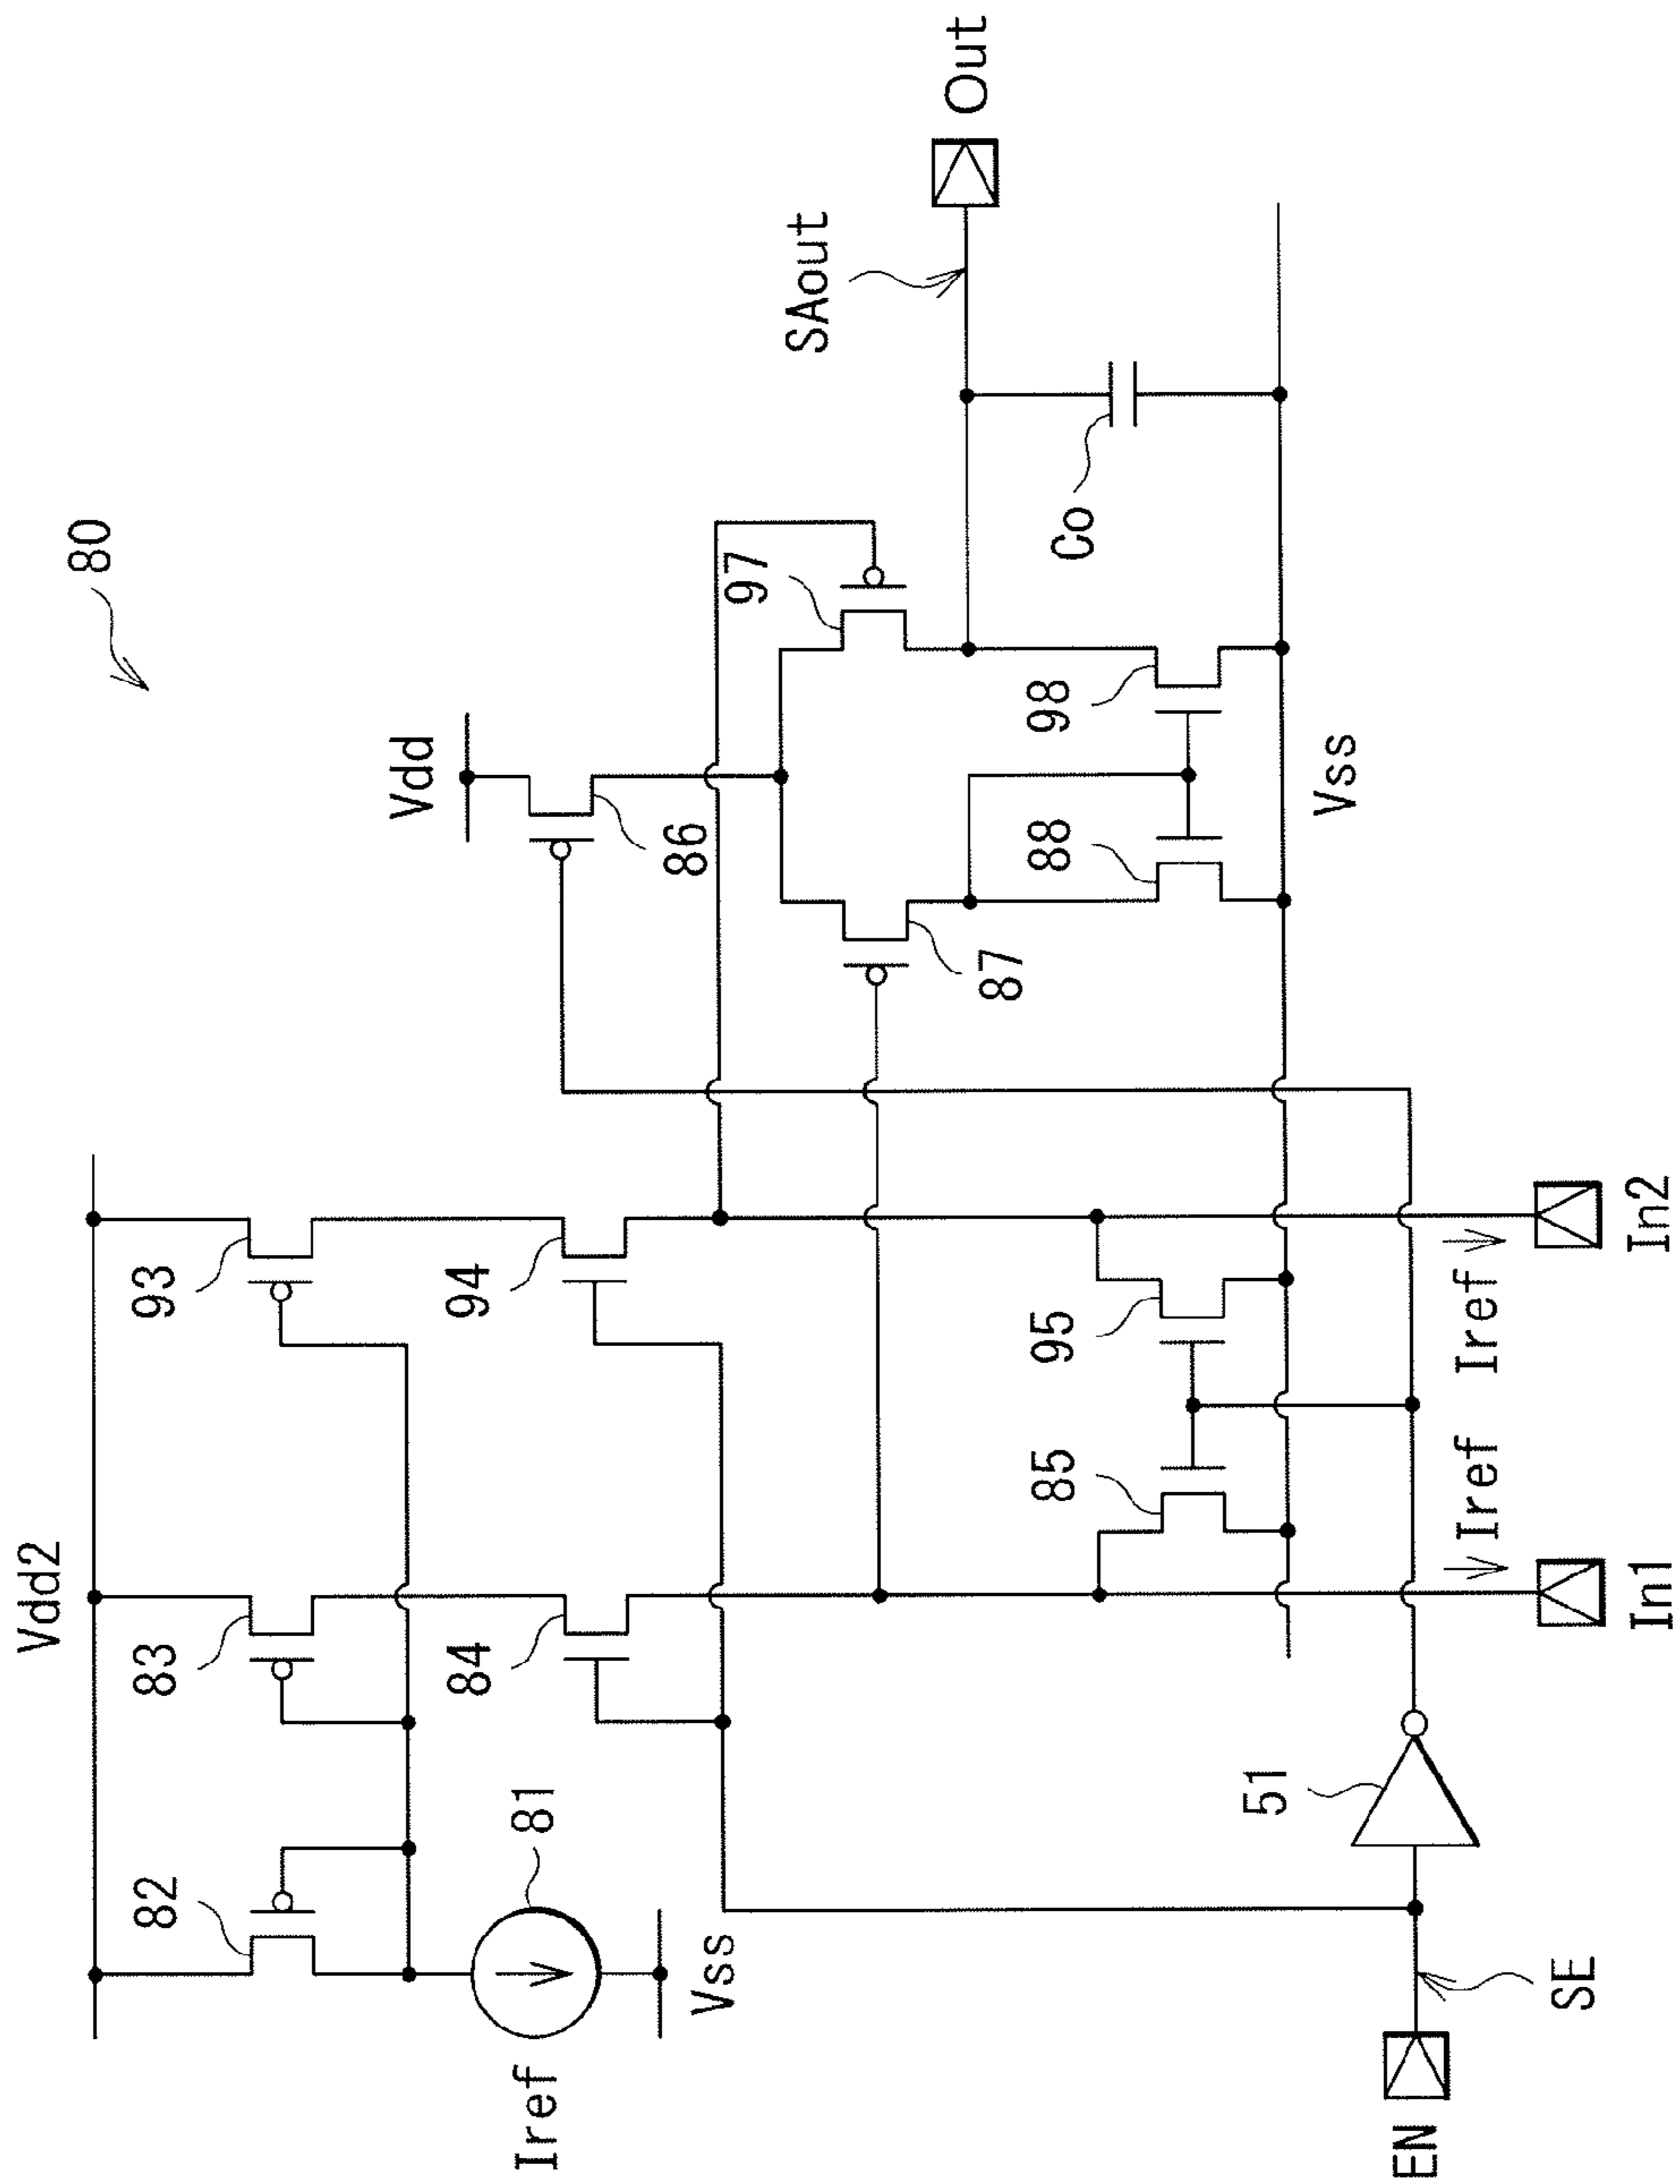 80
Vdd2
82
83
93
Iref
81
Vss
84
94
Vdd
86
87
97
88
98
SAout
Out
Co
85
95
Vss
51
EN
SE
Iref
Iref
In1
In2